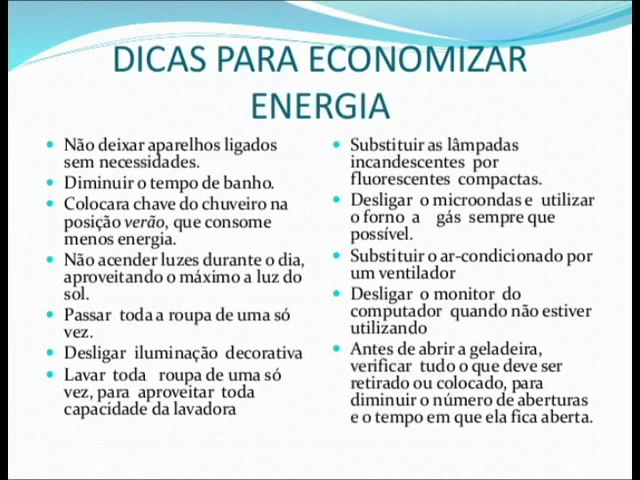 DICAS PARA ECONOMIZAR
ENERGIA
• Não deixar aparelhos ligados
sem necessidades.
• Diminuir o tempo de banho.
• Colocara chave do chuveiro na
posição verão, que consome
menos energia.
• Não acender luzes durante o dia,
aproveitando o máximo a luz do
sol.
• Passar toda a roupa de uma só
vez.
• Desligar iluminação decorativa
• Lavar toda roupa de uma só
vez, para aproveitar toda
capacidade da lavadora
• Substituir as lâmpadas
incandescentes por
fluorescentes compactas.
• Desligar o microondas e utilizar
o forno a gás sempre que
possível.
• Substituir o ar-condicionado por
um ventilador
• Desligar o monitor do
computador quando não estiver
utilizando
• Antes de abrir a geladeira,
verificar tudo o que deve ser
retirado ou colocado, para
diminuir o número de aberturas
e o tempo em que ela fica aberta.